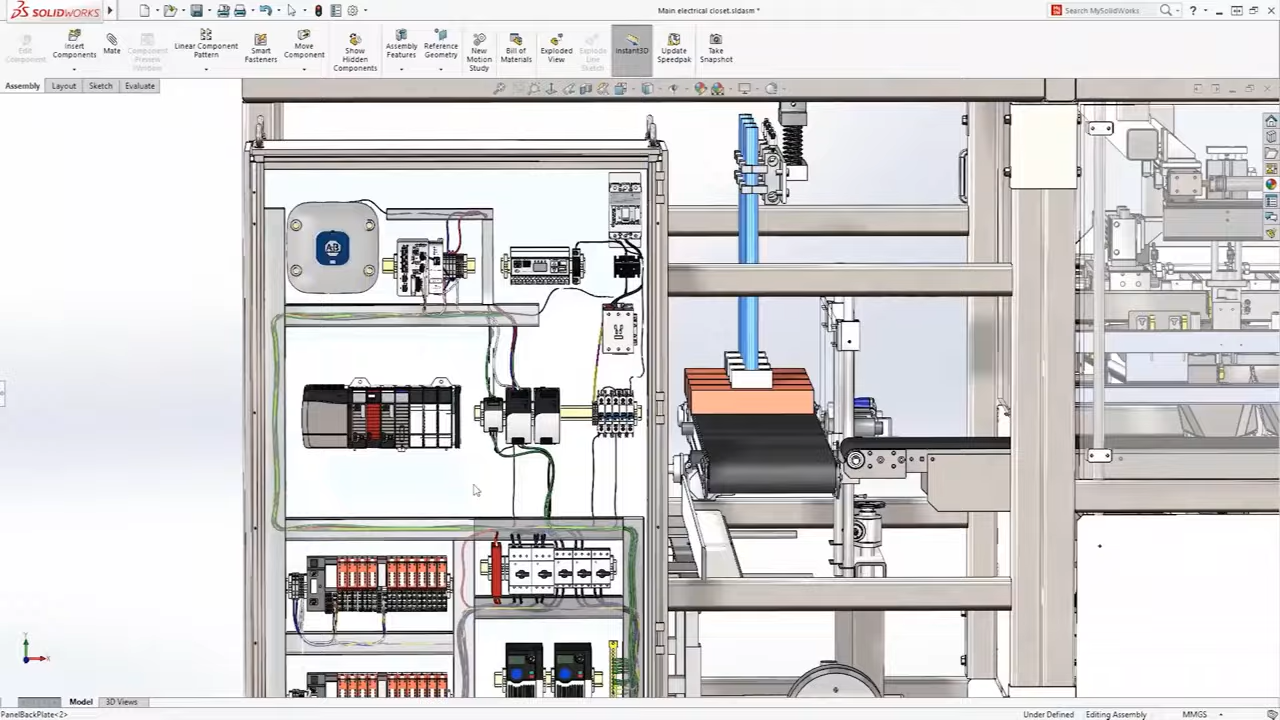 SOLIDWORKS
Main electrical closet.sldasm *
Search MySolidWorks
?
Edit
Component
Insert
Components
Mate
Component
Preview
Window
Linear Component
Pattern
Smart
Fasteners
Move
Component
Show
Hidden
Components
Assembly
Features
Reference
Geometry
New
Motion
Study
Bill of
Materials
Exploded
View
Explode
Line
Sketch
Instant3D
Update
Speedpak
Take
Snapshot
Assembly
Layout
Sketch
Evaluate
AB
Y
X
Model
3D Views
PanelBackPlate<2>
Under Defined
Editing Assembly
MMGS